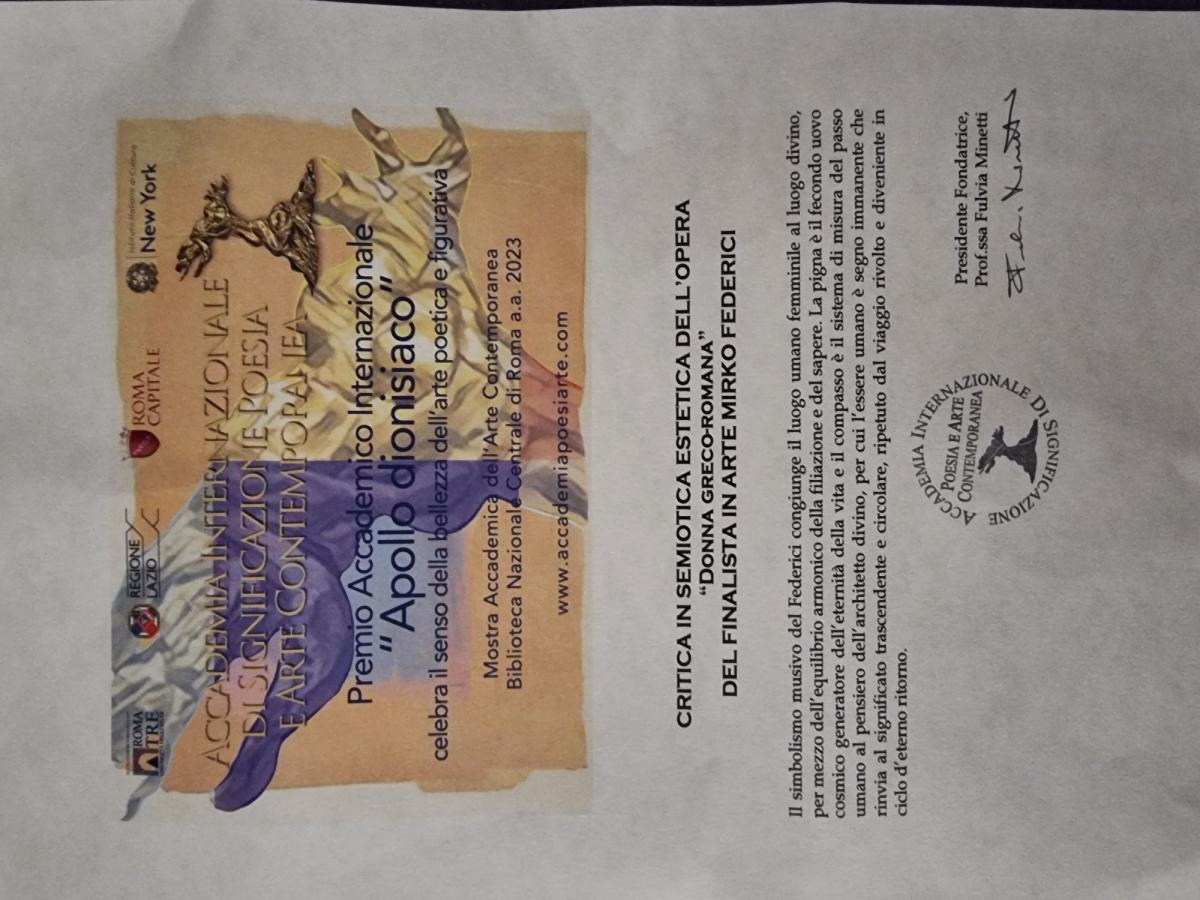 ROMA
TRE
REGIONE
LAZIO
ROMA
CAPITALE
Istituto Italiano di Cultura
New York
ACCADEMIA INTERNAZIONALE
DI SIGNIFICAZIONE POESIA
E ARTE CONTEMPORANEA
Premio Accademico Internazionale
“Apollo dionisiaco”
celebra il senso della bellezza dell'arte poetica e figurativa
Mostra Accademica dell'Arte Contemporanea
Biblioteca Nazionale Centrale di Roma a.a. 2023
www.accademiapoesiarte.com
CRITICA IN SEMIOTICA ESTETICA DELL'OPERA
“DONNA GRECO-ROMANA”
DEL FINALISTA IN ARTE MIRKO FEDERICI
Il simbolismo musivo del Federici congiunge il luogo umano femminile al luogo divino,
per mezzo dell'equilibrio armonico della filiazione e del sapere. La pigna è il fecondo uovo
cosmico generatore dell'eternità della vita e il compasso è il sistema di misura del passo
umano al pensiero dell'architetto divino, per cui l'essere umano è segno immanente che
rinvia al significato trascendente e circolare, ripetuto dal viaggio rivolto e diveniente in
ciclo d'eterno ritorno.
ACCADEMIA INTERNAZIONALE DI SIGNIFICAZIONE
POESIA E ARTE
CONTEMPORANEA
Presidente Fondatrice,
Prof.ssa Fulvia Minetti